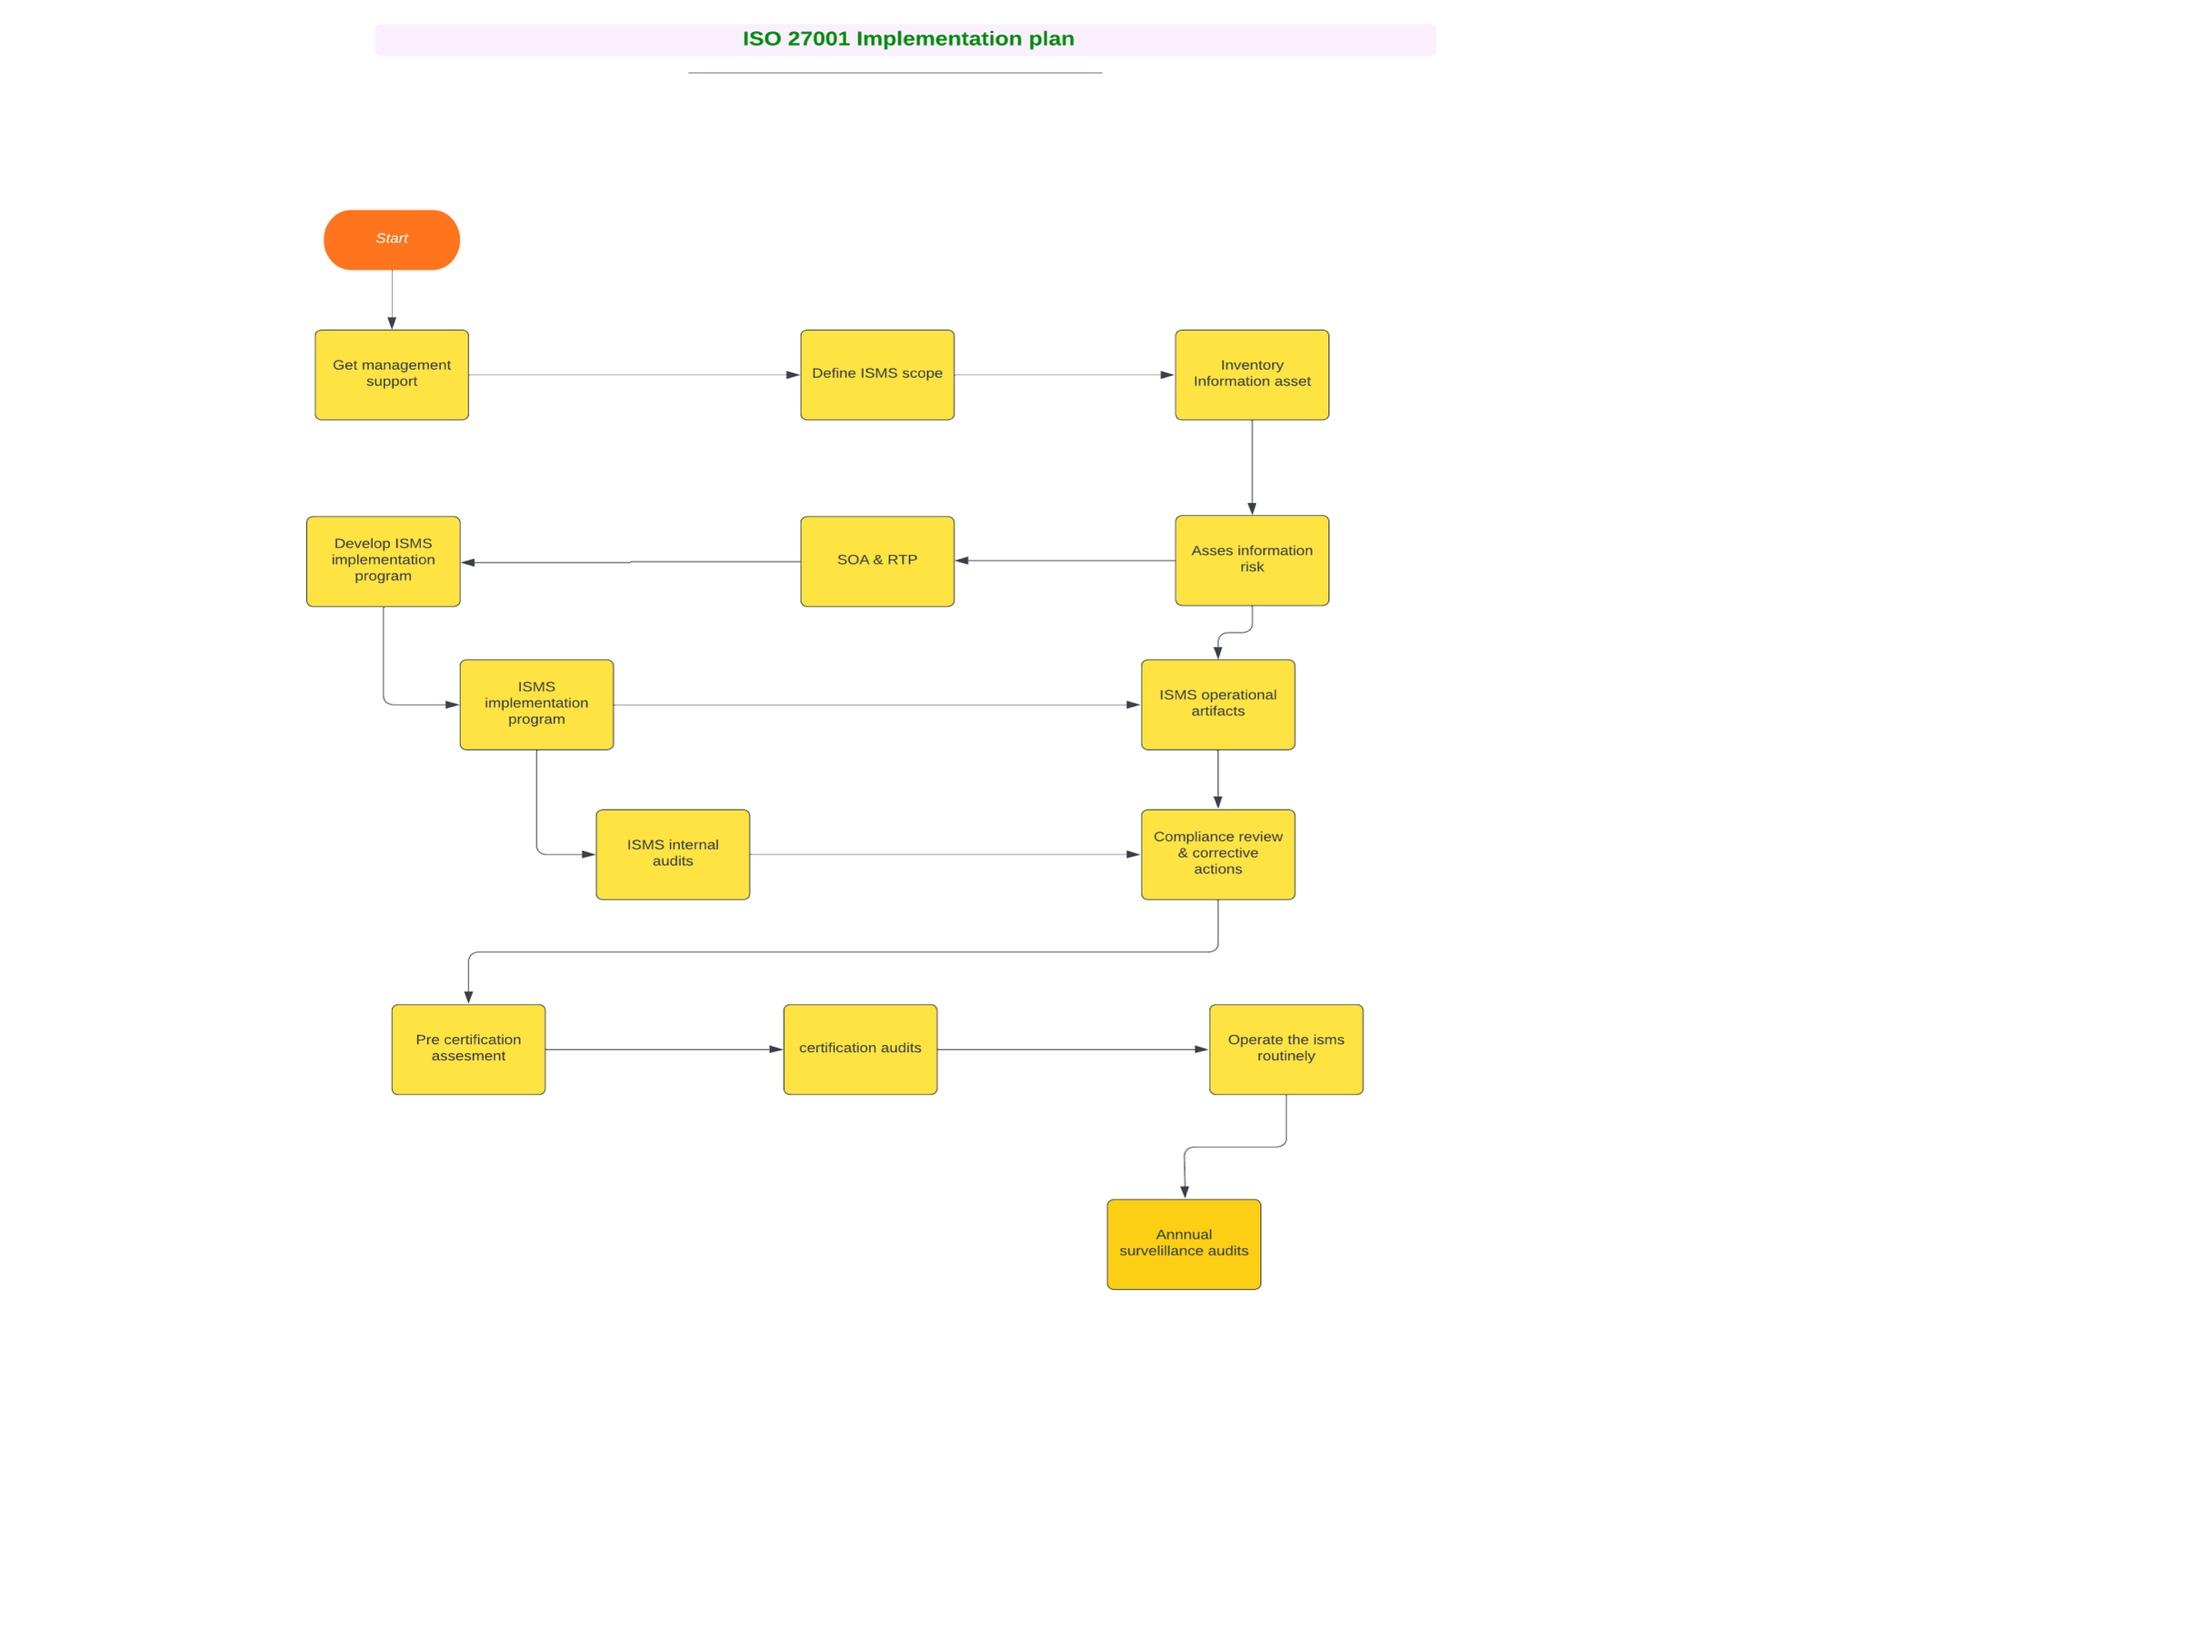 ISO 27001 Implementation plan
Start
Get management
support
Define ISMS scope
Inventory
Information asset
Develop ISMS
implementation
program
SOA & RTP
Asses information
risk
ISMS
implementation
program
ISMS operational
artifacts
ISMS internal
audits
Compliance review
& corrective
actions
Pre certification
assesment
certification audits
Operate the isms
routinely
Annnual
survelillance audits